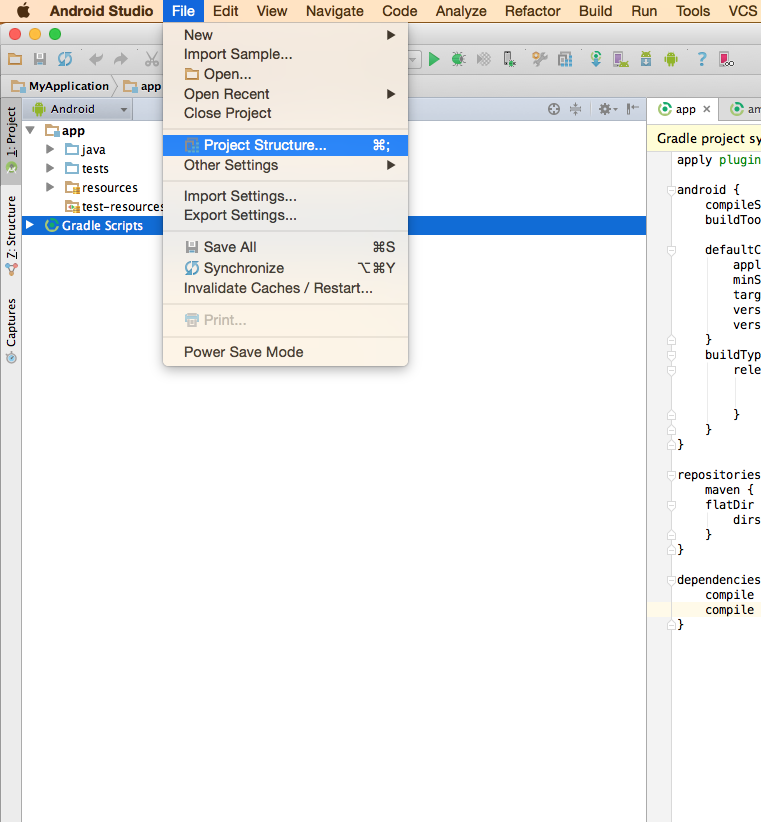 Android Studio File Edit View Navigate Code Analyze Refactor Build Run Tools VCS
New
Import Sample...
Open...
Open Recent
Close Project
Project Structure... ⌘;
Other Settings
Import Settings...
Export Settings...
Save All ⌘S
Synchronize ⌥⌘Y
Invalidate Caches / Restart...
Print...
Power Save Mode
MyApplication app
1: Project
Z: Structure
Captures
Android
app
java
tests
resources
test-resources
Gradle Scripts
app am
Gradle project sy
apply plugin
android {
compileS
buildToo
defaultC
appl
minS
targ
vers
vers
}
buildTyp
rele
}
}
}
repositories
maven {
flatDir
dirs
}
}
dependencies
compile
compile
}